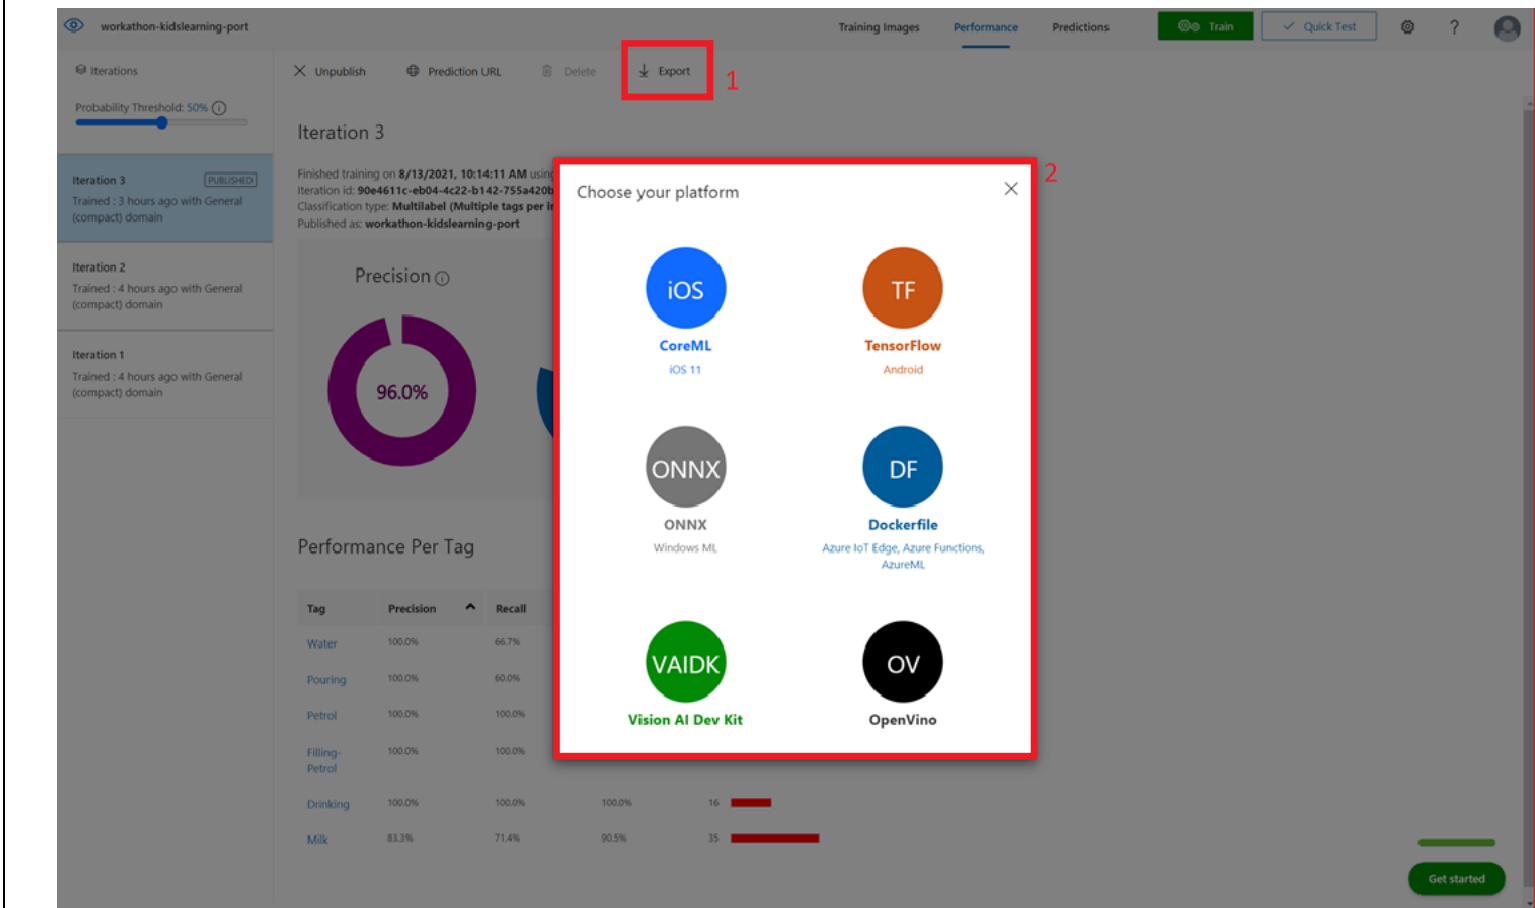 workathon-kidslearning-port
Training Images
Performance
Predictions
Train
Quick Test
?
Iterations
Unpublish
Prediction URL
Delete
Export
1
Probability Threshold: 50%
Iteration 3
Iteration 3
PUBLISHED
Trained : 3 hours ago with General
(compact) domain
Finished training on 8/13/2021, 10:14:11 AM using
Iteration id: 90e4611c-eb04-4c22-b142-755a420b
Classification type: Multilabel (Multiple tags per in
Published as: workathon-kidslearning-port
Iteration 2
Trained : 4 hours ago with General
(compact) domain
Iteration 1
Trained : 4 hours ago with General
(compact) domain
Precision
96.0%
2
Choose your platform
iOS
CoreML
iOS 11
TF
TensorFlow
Android
ONNX
ONNX
Windows ML
DF
Dockerfile
Azure IoT Edge, Azure Functions,
AzureML
VAIDK
Vision AI Dev Kit
OV
OpenVino
Performance Per Tag
Tag Precision Recall
Water 100.0% 66.7%
Pouring 100.0% 60.0%
Petrol 100.0% 100.0%
Filling-
Petrol 100.0% 100.0%
Drinking 100.0% 100.0% 100.0% 16
Milk 83.3% 71.4% 90.5% 35
Get started